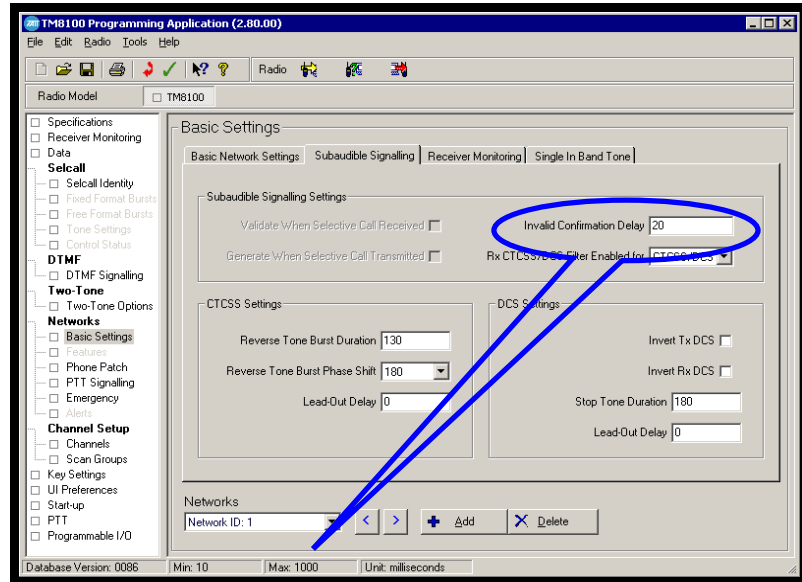 TM8100 Programming Application (2.80.00)
File Edit Radio Tools Help
Radio
Radio Model TM8100
Specifications
Receiver Monitoring
Data
Selcall
Selcall Identity
Fixed Format Bursts
Free Format Bursts
Tone Settings
Control Status
DTMF
DTMF Signalling
Two-Tone
Two-Tone Options
Networks
Basic Settings
Features
Phone Patch
PTT Signalling
Emergency
Alerts
Channel Setup
Channels
Scan Groups
Key Settings
UI Preferences
Start-up
PTT
Programmable I/O
Basic Settings
Basic Network Settings Subaudible Signalling Receiver Monitoring Single In Band Tone
Subaudible Signalling Settings
Validate When Selective Call Received Invalid Confirmation Delay 20
Generate When Selective Call Transmitted Rx CTCSS/DCS Filter Enabled for CTCSS/DCS
CTCSS Settings
Reverse Tone Burst Duration 130
Reverse Tone Burst Phase Shift 180
Lead-Out Delay 0
DCS Settings
Invert Tx DCS
Invert Rx DCS
Stop Tone Duration 180
Lead-Out Delay 0
Networks
Network ID: 1 < > Add Delete
Database Version: 0086 Min: 10 Max: 1000 Unit: milliseconds